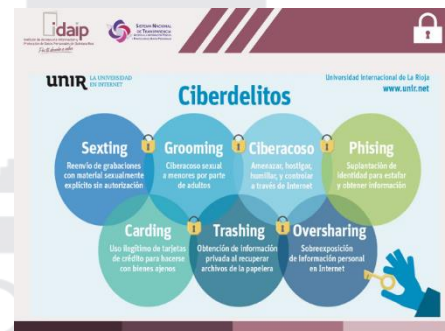 idaip
SISTEMA NACIONAL
DE TRANSPARENCIA
unir LA UNIVERSIDAD
EN INTERNET
Universidad Internacional de La Rioja
www.unir.net
Ciberdelitos
Sexting
Reenvío de grabaciones
con material sexualmente
explícito sin autorización
Grooming
Ciberacoso sexual
a menores por parte
de adultos
Ciberacoso
Amenazar, hostigar,
humillar, y controlar
a través de Internet
Phising
Suplantación de
identidad para estafar
y obtener información
Carding
Uso ilegítimo de tarjetas
de crédito para hacerse
con bienes ajenos
Trashing
Obtención de información
privada al recuperar
archivos de la papelera
Oversharing
Sobreexposición
de información personal
en Internet